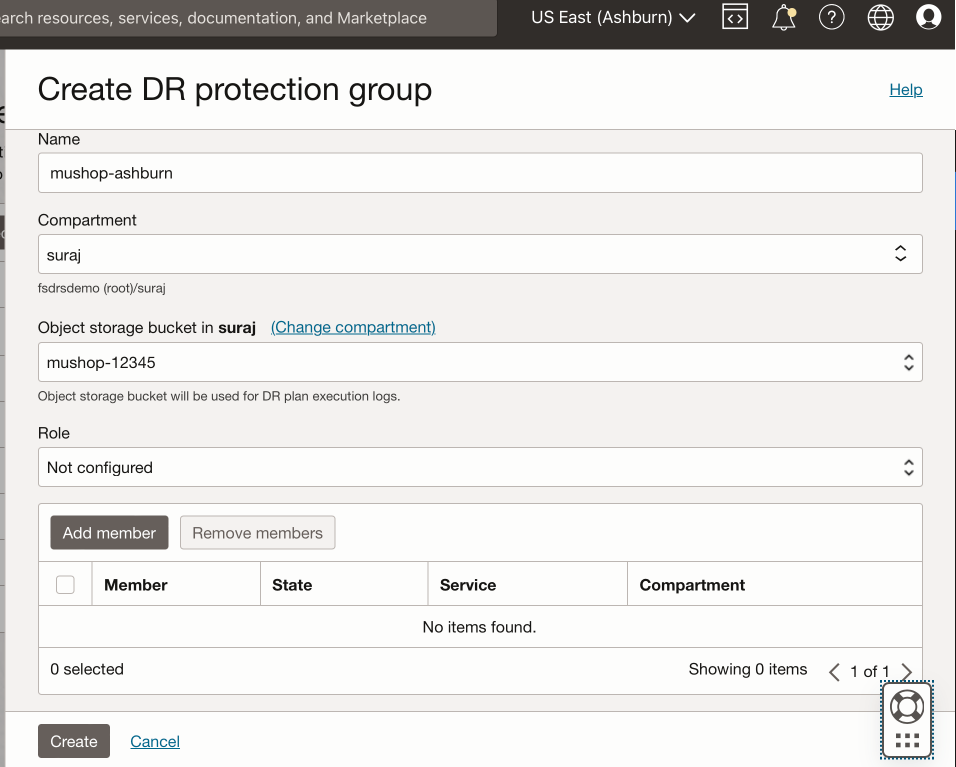 arch resources, services, documentation, and Marketplace
US East (Ashburn)
Create DR protection group
Help
Name
mushop-ashburn
Compartment
suraj
fsdrsdemo (root)/suraj
Object storage bucket in suraj (Change compartment)
mushop-12345
Object storage bucket will be used for DR plan execution logs.
Role
Not configured
Add member Remove members
Member State Service Compartment
No items found.
0 selected Showing 0 items 1 of 1
Create Cancel